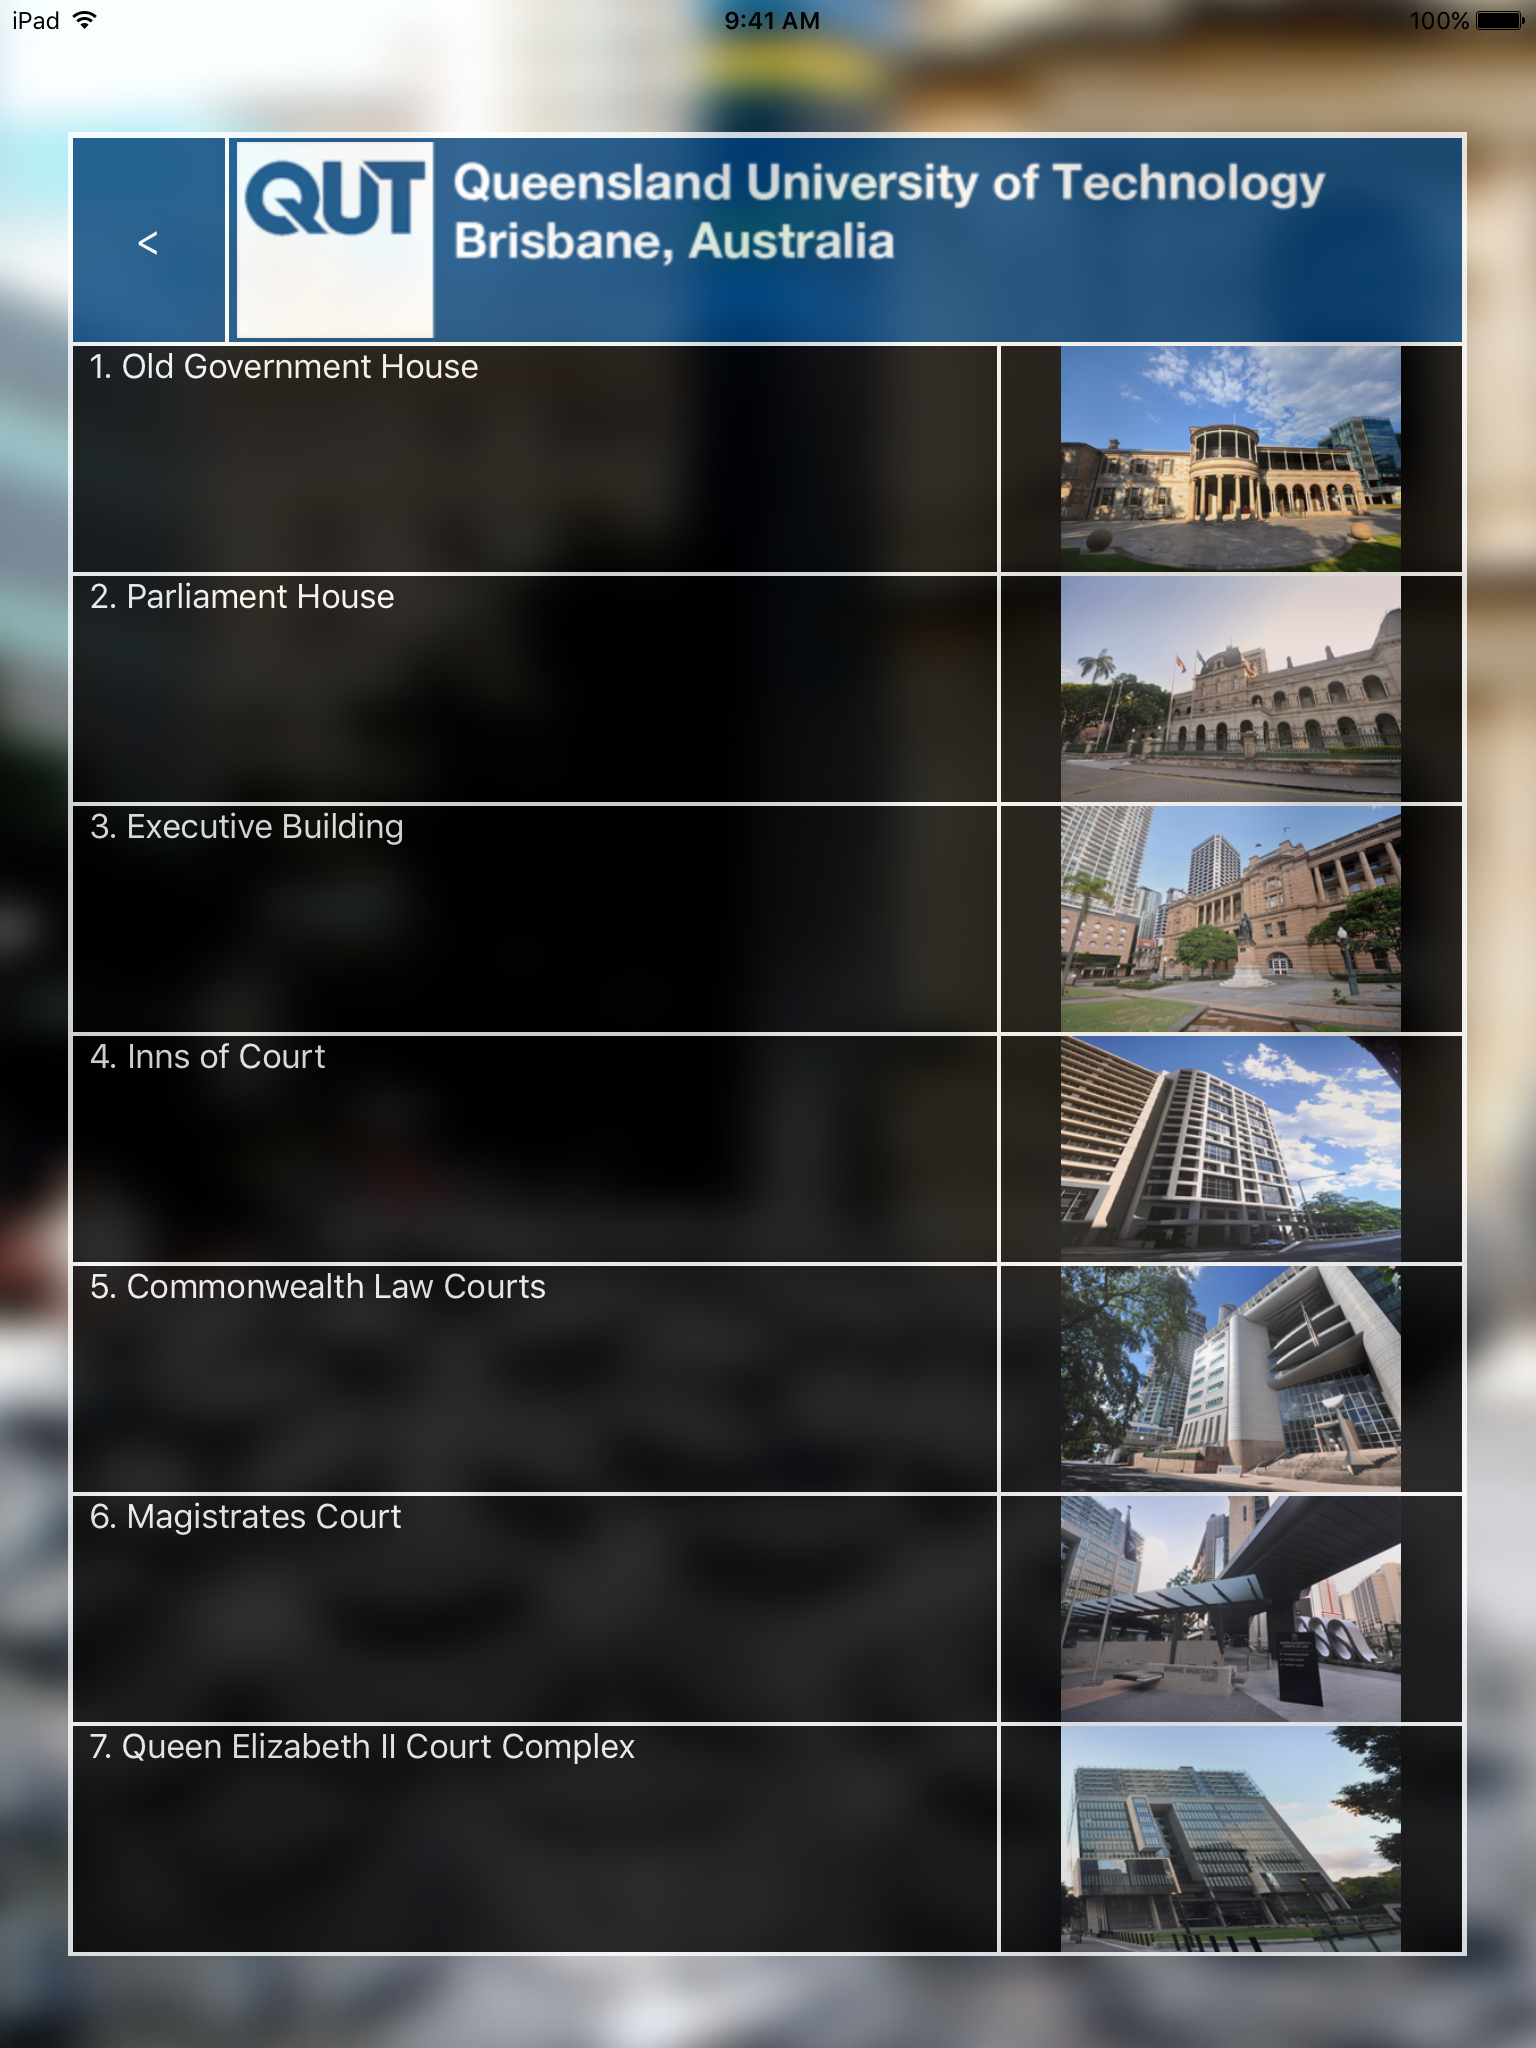 iPad 9:41 AM 100%
<
QUT
Queensland University of Technology
Brisbane, Australia
1. Old Government House
2. Parliament House
3. Executive Building
4. Inns of Court
5. Commonwealth Law Courts
6. Magistrates Court
7. Queen Elizabeth II Court Complex